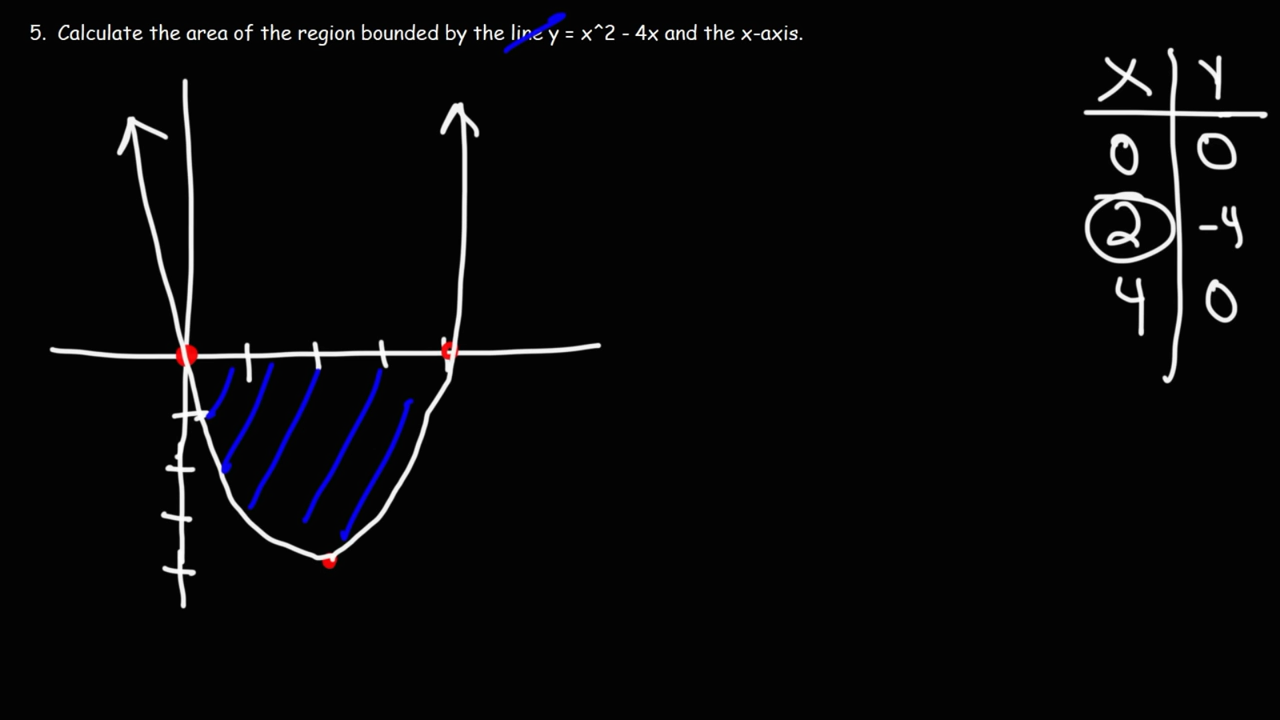 5. Calculate the area of the region bounded by the line y = x^2 - 4x and the x-axis.
X Y
0 0
2 -4
4 0